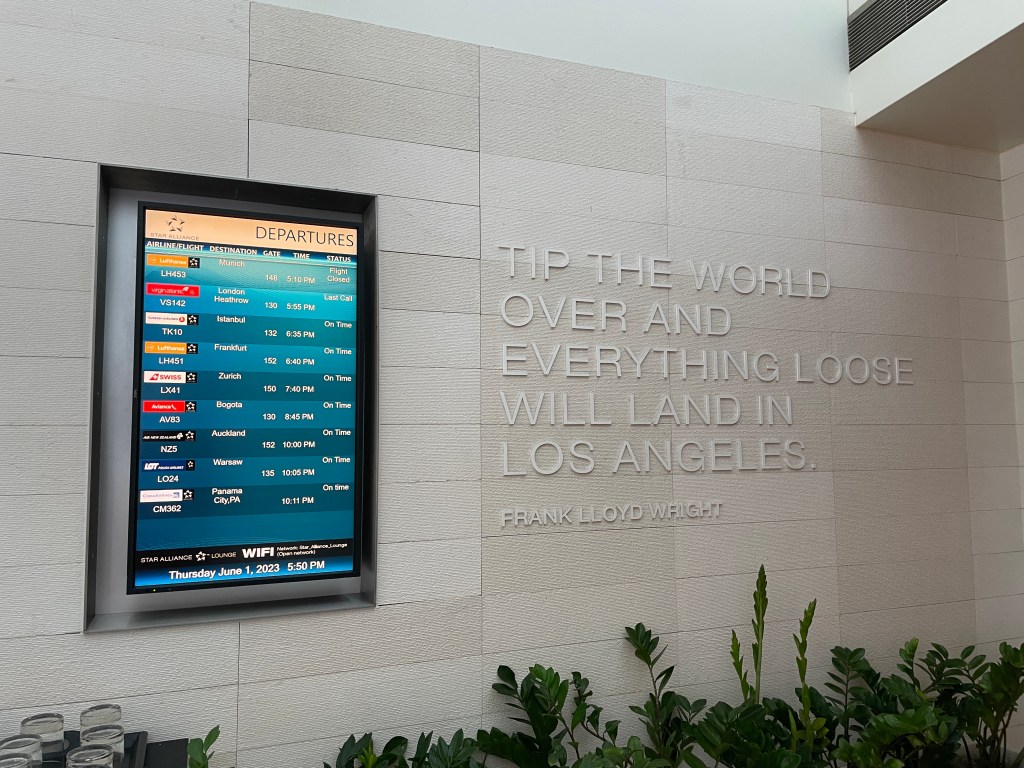 STAR ALLIANCE
DEPARTURES
AIRLINE/FLIGHT DESTINATION GATE TIME STATUS
Lufthansa
LH453 Munich 148 5:10 PM Flight Closed
virgin atlantic
VS142 London Heathrow 130 5:55 PM Last Call
TK10 Istanbul 132 6:35 PM On Time
Lufthansa
LH451 Frankfurt 152 6:40 PM On Time
SWISS
LX41 Zurich 150 7:40 PM On Time
Avianca
AV83 Bogota 130 8:45 PM On Time
AIR NEW ZEALAND
NZ5 Auckland 152 10:00 PM On Time
LOT POLISH AIRLINES
LO24 Warsaw 135 10:05 PM On Time
CopaAirlines
CM362 Panama City,PA 10:11 PM On time
STAR ALLIANCE LOUNGE WIFI Network: Star_Alliance_Lounge
(Open network)
Thursday June 1, 2023 5:50 PM
TIP THE WORLD
OVER AND
EVERYTHING LOOSE
WILL LAND IN
LOS ANGELES.
FRANK LLOYD WRIGHT